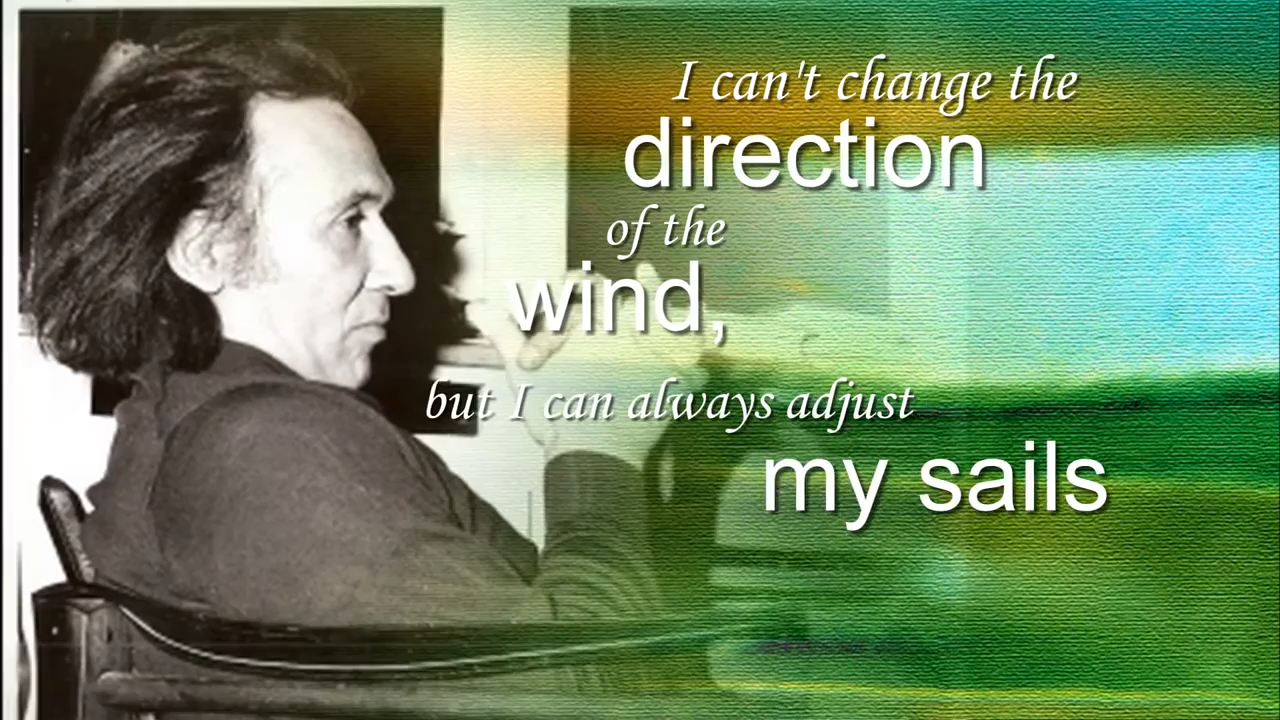 I can't change the
direction
of the
wind,
but I can always adjust
my sails